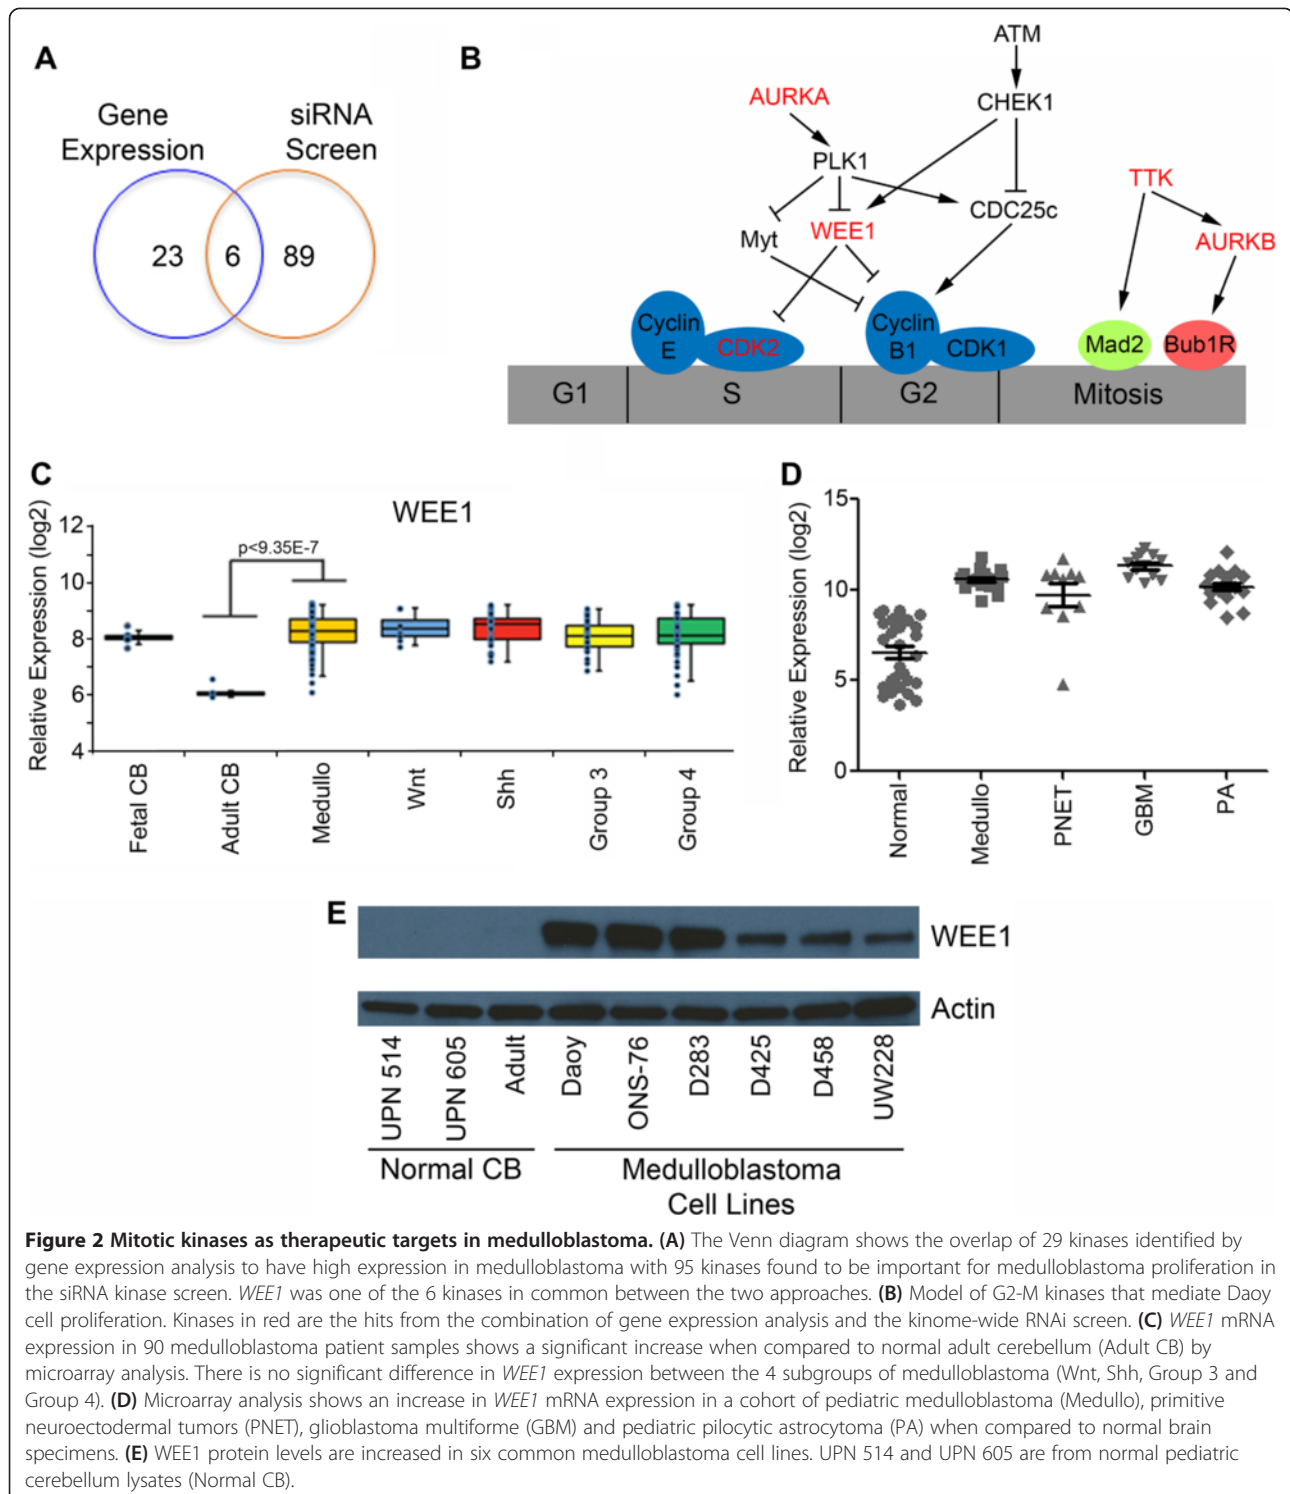 A
Gene
Expression
siRNA
Screen
23
6
89
B
ATM
AURKA
CHEK1
PLK1
TTK
Myt
WEE1
CDC25c
AURKB
Cyclin
E
CDK2
Cyclin
B1
CDK1
Mad2
Bub1R
G1
S
G2
Mitosis
C
WEE1
Relative Expression (log2)
12
10
8
6
4
p<9.35E-7
Fetal CB
Adult CB
Medullo
Wnt
Shh
Group 3
Group 4
D
Relative Expression (log2)
15
10
5
0
Normal
Medullo
PNET
GBM
PA
E
WEE1
Actin
UPN 514
UPN 605
Adult
Daoy
ONS-76
D283
D425
D458
UW228
Normal CB
Medulloblastoma
Cell Lines
Figure 2 Mitotic kinases as therapeutic targets in medulloblastoma. (A) The Venn diagram shows the overlap of 29 kinases identified by
gene expression analysis to have high expression in medulloblastoma with 95 kinases found to be important for medulloblastoma proliferation in
the siRNA kinase screen. WEE1 was one of the 6 kinases in common between the two approaches. (B) Model of G2-M kinases that mediate Daoy
cell proliferation. Kinases in red are the hits from the combination of gene expression analysis and the kinome-wide RNAi screen. (C) WEE1 mRNA
expression in 90 medulloblastoma patient samples shows a significant increase when compared to normal adult cerebellum (Adult CB) by
microarray analysis. There is no significant difference in WEE1 expression between the 4 subgroups of medulloblastoma (Wnt, Shh, Group 3 and
Group 4). (D) Microarray analysis shows an increase in WEE1 mRNA expression in a cohort of pediatric medulloblastoma (Medullo), primitive
neuroectodermal tumors (PNET), glioblastoma multiforme (GBM) and pediatric pilocytic astrocytoma (PA) when compared to normal brain
specimens. (E) WEE1 protein levels are increased in six common medulloblastoma cell lines. UPN 514 and UPN 605 are from normal pediatric
cerebellum lysates (Normal CB).